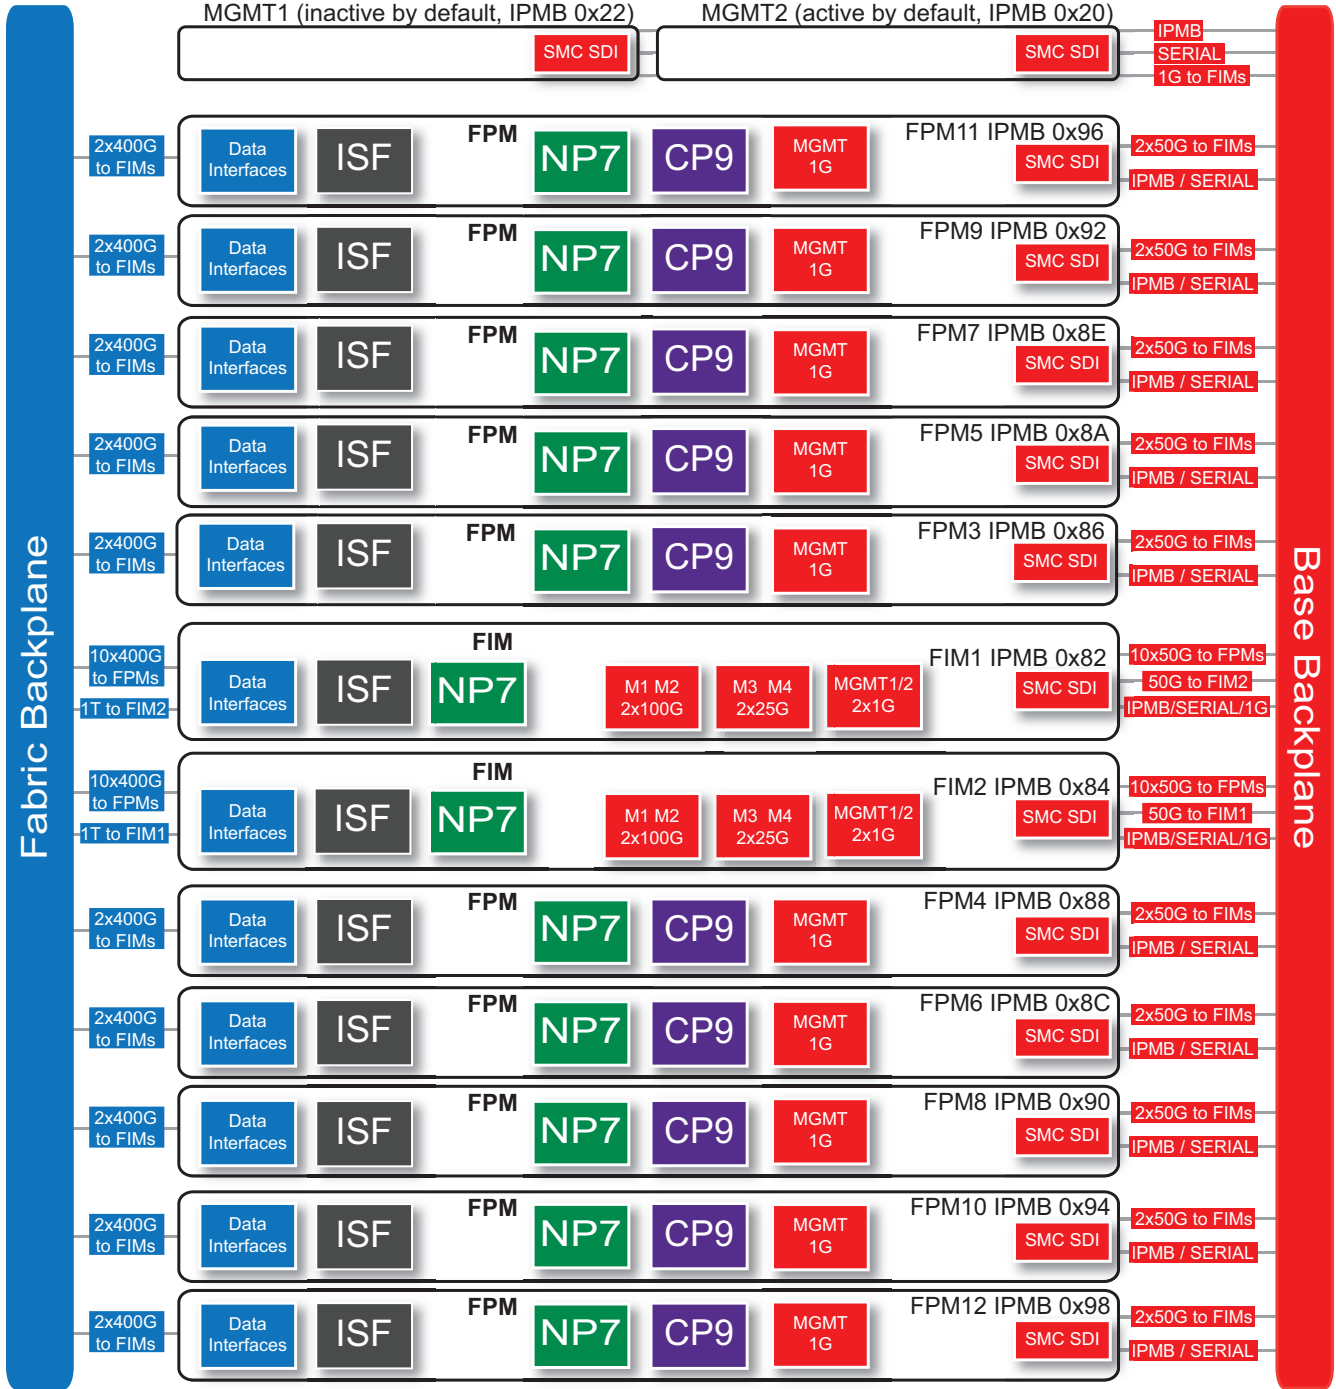 MGMT1 (inactive by default, IPMB 0x22)
MGMT2 (active by default, IPMB 0x20)
SMC SDI
SMC SDI
IPMB
SERIAL
1G to FIMs
Fabric Backplane
Base Backplane
2x400G
to FIMs
Data
Interfaces
ISF
FPM
NP7
CP9
MGMT
1G
FPM11 IPMB 0x96
SMC SDI
2x50G to FIMs
IPMB / SERIAL
2x400G
to FIMs
Data
Interfaces
ISF
FPM
NP7
CP9
MGMT
1G
FPM9 IPMB 0x92
SMC SDI
2x50G to FIMs
IPMB / SERIAL
2x400G
to FIMs
Data
Interfaces
ISF
FPM
NP7
CP9
MGMT
1G
FPM7 IPMB 0x8E
SMC SDI
2x50G to FIMs
IPMB / SERIAL
2x400G
to FIMs
Data
Interfaces
ISF
FPM
NP7
CP9
MGMT
1G
FPM5 IPMB 0x8A
SMC SDI
2x50G to FIMs
IPMB / SERIAL
2x400G
to FIMs
Data
Interfaces
ISF
FPM
NP7
CP9
MGMT
1G
FPM3 IPMB 0x86
SMC SDI
2x50G to FIMs
IPMB / SERIAL
10x400G
to FPMs
1T to FIM2
Data
Interfaces
ISF
FIM
NP7
M1 M2
2x100G
M3 M4
2x25G
MGMT1/2
2x1G
FIM1 IPMB 0x82
SMC SDI
10x50G to FPMs
50G to FIM2
IPMB/SERIAL/1G
10x400G
to FPMs
1T to FIM1
Data
Interfaces
ISF
FIM
NP7
M1 M2
2x100G
M3 M4
2x25G
MGMT1/2
2x1G
FIM2 IPMB 0x84
SMC SDI
10x50G to FPMs
50G to FIM1
IPMB/SERIAL/1G
2x400G
to FIMs
Data
Interfaces
ISF
FPM
NP7
CP9
MGMT
1G
FPM4 IPMB 0x88
SMC SDI
2x50G to FIMs
IPMB / SERIAL
2x400G
to FIMs
Data
Interfaces
ISF
FPM
NP7
CP9
MGMT
1G
FPM6 IPMB 0x8C
SMC SDI
2x50G to FIMs
IPMB / SERIAL
2x400G
to FIMs
Data
Interfaces
ISF
FPM
NP7
CP9
MGMT
1G
FPM8 IPMB 0x90
SMC SDI
2x50G to FIMs
IPMB / SERIAL
2x400G
to FIMs
Data
Interfaces
ISF
FPM
NP7
CP9
MGMT
1G
FPM10 IPMB 0x94
SMC SDI
2x50G to FIMs
IPMB / SERIAL
2x400G
to FIMs
Data
Interfaces
ISF
FPM
NP7
CP9
MGMT
1G
FPM12 IPMB 0x98
SMC SDI
2x50G to FIMs
IPMB / SERIAL